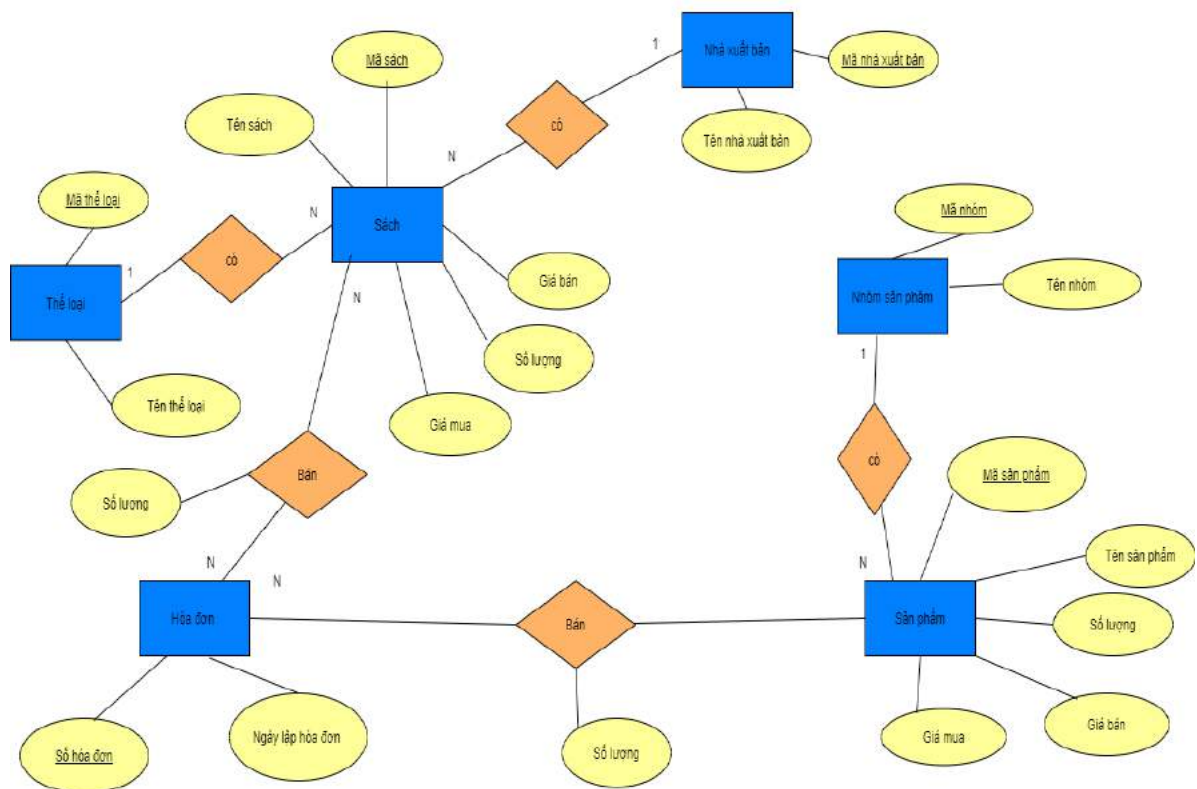 1
Nhà xuất bản
Mã nhà xuất bản
Mã sách
có
Tên sách
Tên nhà xuất bản
N
Mã thể loại
N
Mã nhóm
Sách
có
1
Giá bán
Nhóm sản phẩm
Tên nhóm
Thể loại
N
Số lượng
1
Tên thể loại
Giá mua
có
Bán
Mã sản phẩm
Số lượng
N
N
N
Tên sản phẩm
Hóa đơn
Bán
Sản phẩm
Số lượng
Ngày lập hóa đơn
Số hóa đơn
Số lượng
Giá mua
Giá bán